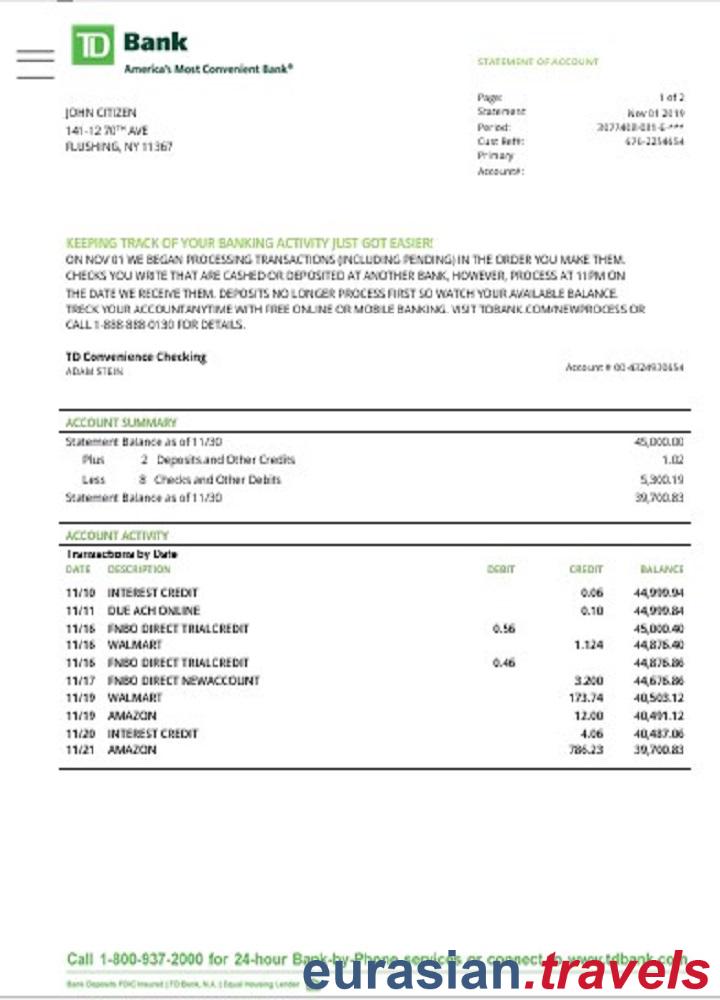 TD Bank
America's Most Convenient Bank®
STATEMENT OF ACCOUNT
JOHN CITIZEN
141-12 70TH AVE
FLUSHING, NY 11367
Page: 1 of 2
Statement Nov 01 2019
Period:
Cust Ref#: 676-2254654
Primary
Account#:
KEEPING TRACK OF YOUR BANKING ACTIVITY JUST GOT EASIER!
ON NOV 01 WE BEGAN PROCESSING TRANSACTIONS (INCLUDING PENDING) IN THE ORDER YOU MAKE THEM.
CHECKS YOU WRITE THAT ARE CASHED OR DEPOSITED AT ANOTHER BANK, HOWEVER, PROCESS AT 11PM ON
THE DATE WE RECEIVE THEM. DEPOSITS NO LONGER PROCESS FIRST SO WATCH YOUR AVAILABLE BALANCE.
TRECK YOUR ACCOUNTANYTIME WITH FREE ONLINE OR MOBILE BANKING. VISIT TDBANK.COM/NEWPROCESS OR
CALL 1-888-888-0130 FOR DETAILS.
TD Convenience Checking
ADAM STEIN
Account #
ACCOUNT SUMMARY
Statement Balance as of 11/30 45,000.00
Plus 2 Deposits and Other Credits 1.02
Less 8 Checks and Other Debits 5,300.19
Statement Balance as of 11/30 39,700.83
ACCOUNT ACTIVITY
Transactions by Date
DATE DESCRIPTION DEBIT CREDIT BALANCE
11/10 INTEREST CREDIT 0.06 44,999.94
11/11 DUE ACH ONLINE 0.10 44,999.84
11/16 FNBO DIRECT TRIALCREDIT 0.56 45,000.40
11/16 WALMART 1.124 44,876.40
11/16 FNBO DIRECT TRIALCREDIT 0.46 44,876.86
11/17 FNBO DIRECT NEWACCOUNT 3.200 44,676.86
11/19 WALMART 173.74 40,503.12
11/19 AMAZON 12.00 40,491.12
11/20 INTEREST CREDIT 4.06 40,487.06
11/21 AMAZON 786.23 39,700.83
Call 1-800-937-2000 for 24-hour Bank-by-Phone services or connect to www.tdbank.com
Bank Deposits FDIC Insured | TD Bank, N.A. | Equal Housing Lender
eurasian.travels